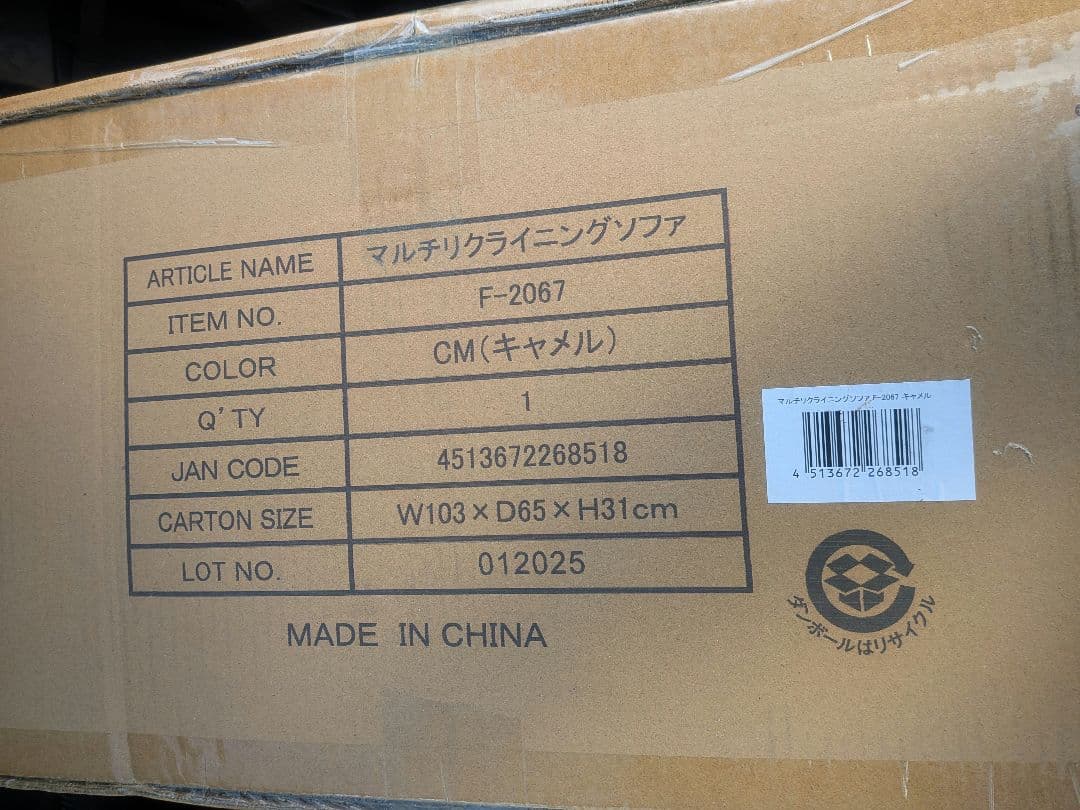 ARTICLE NAME マルチリクライニングソファ
ITEM NO. F-2067
COLOR CM(キャメル)
Q'TY 1
JAN CODE 4513672268518
CARTON SIZE W103×D65×H31cm
LOT NO. 012025
MADE IN CHINA
マルチリクライニングソファ F-2067 キャメル
4 513672 268518
ダンボールはリサイクル